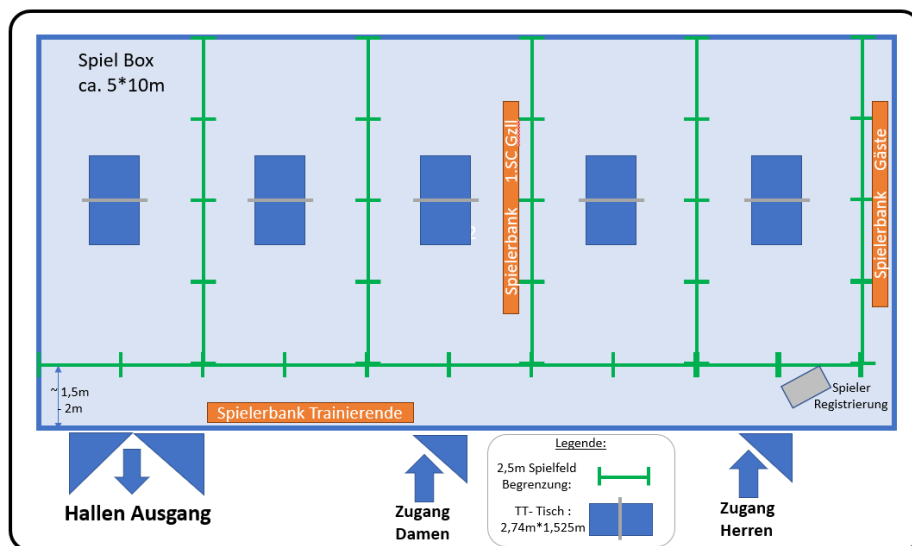 Spiel Box
ca. 5*10m
Spielerbank 1.SC Gzll
Spielerbank Gäste
~ 1,5m
- 2m
Spielerbank Trainierende
Spieler
Registrierung
Hallen Ausgang
Zugang
Damen
Legende:
2,5m Spielfeld
Begrenzung:
TT- Tisch :
2,74m*1,525m
Zugang
Herren